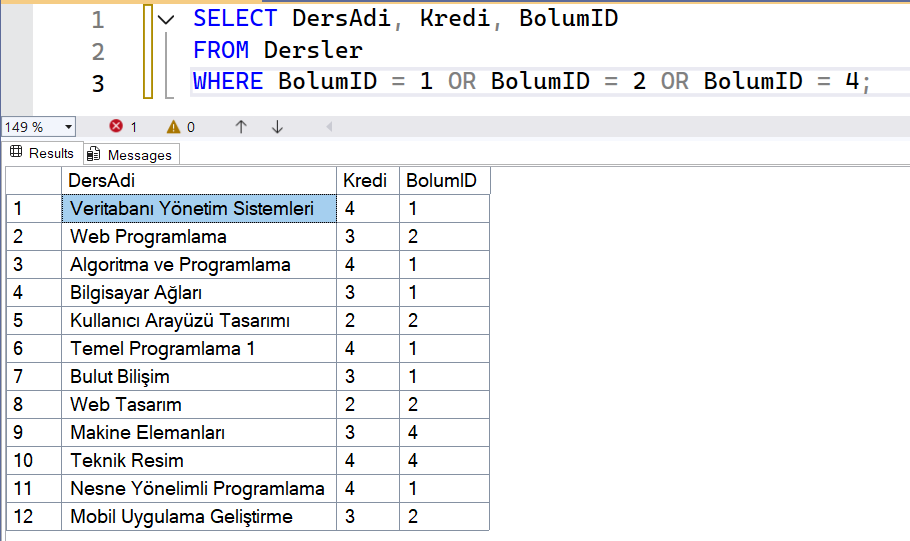 1 SELECT DersAdi, Kredi, BolumID
2 FROM Dersler
3 WHERE BolumID = 1 OR BolumID = 2 OR BolumID = 4;
149 % 1 0
Results Messages
DersAdi Kredi BolumID
1 Veritabanı Yönetim Sistemleri 4 1
2 Web Programlama 3 2
3 Algoritma ve Programlama 4 1
4 Bilgisayar Ağları 3 1
5 Kullanıcı Arayüzü Tasarımı 2 2
6 Temel Programlama 1 4 1
7 Bulut Bilişim 3 1
8 Web Tasarım 2 2
9 Makine Elemanları 3 4
10 Teknik Resim 4 4
11 Nesne Yönelimli Programlama 4 1
12 Mobil Uygulama Geliştirme 3 2